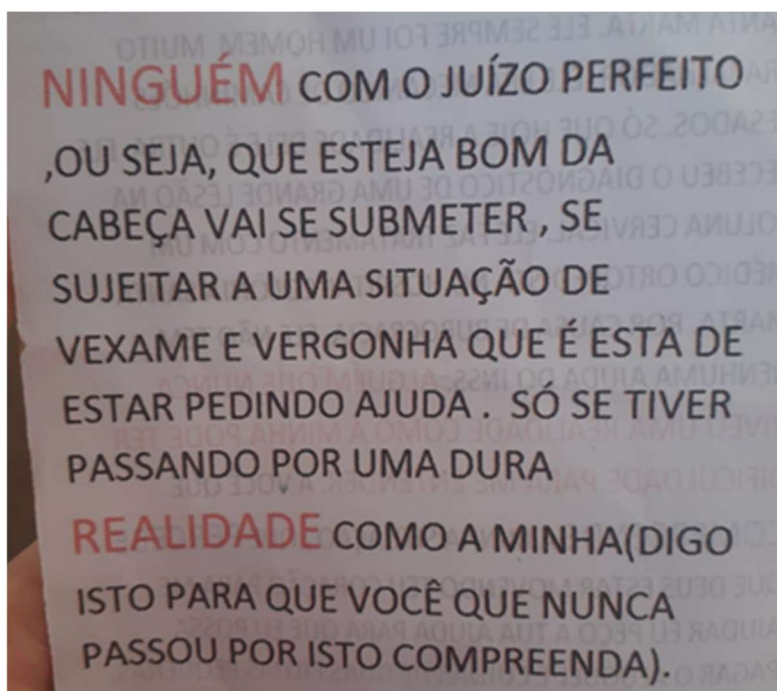 NINGUÉM COM O JUÍZO PERFEITO
,OU SEJA, QUE ESTEJA BOM DA
CABEÇA VAI SE SUBMETER , SE
SUJEITAR A UMA SITUAÇÃO DE
VEXAME E VERGONHA QUE É ESTA DE
ESTAR PEDINDO AJUDA . SÓ SE TIVER
PASSANDO POR UMA DURA
REALIDADE COMO A MINHA(DIGO
ISTO PARA QUE VOCÊ QUE NUNCA
PASSOU POR ISTO COMPREENDA).